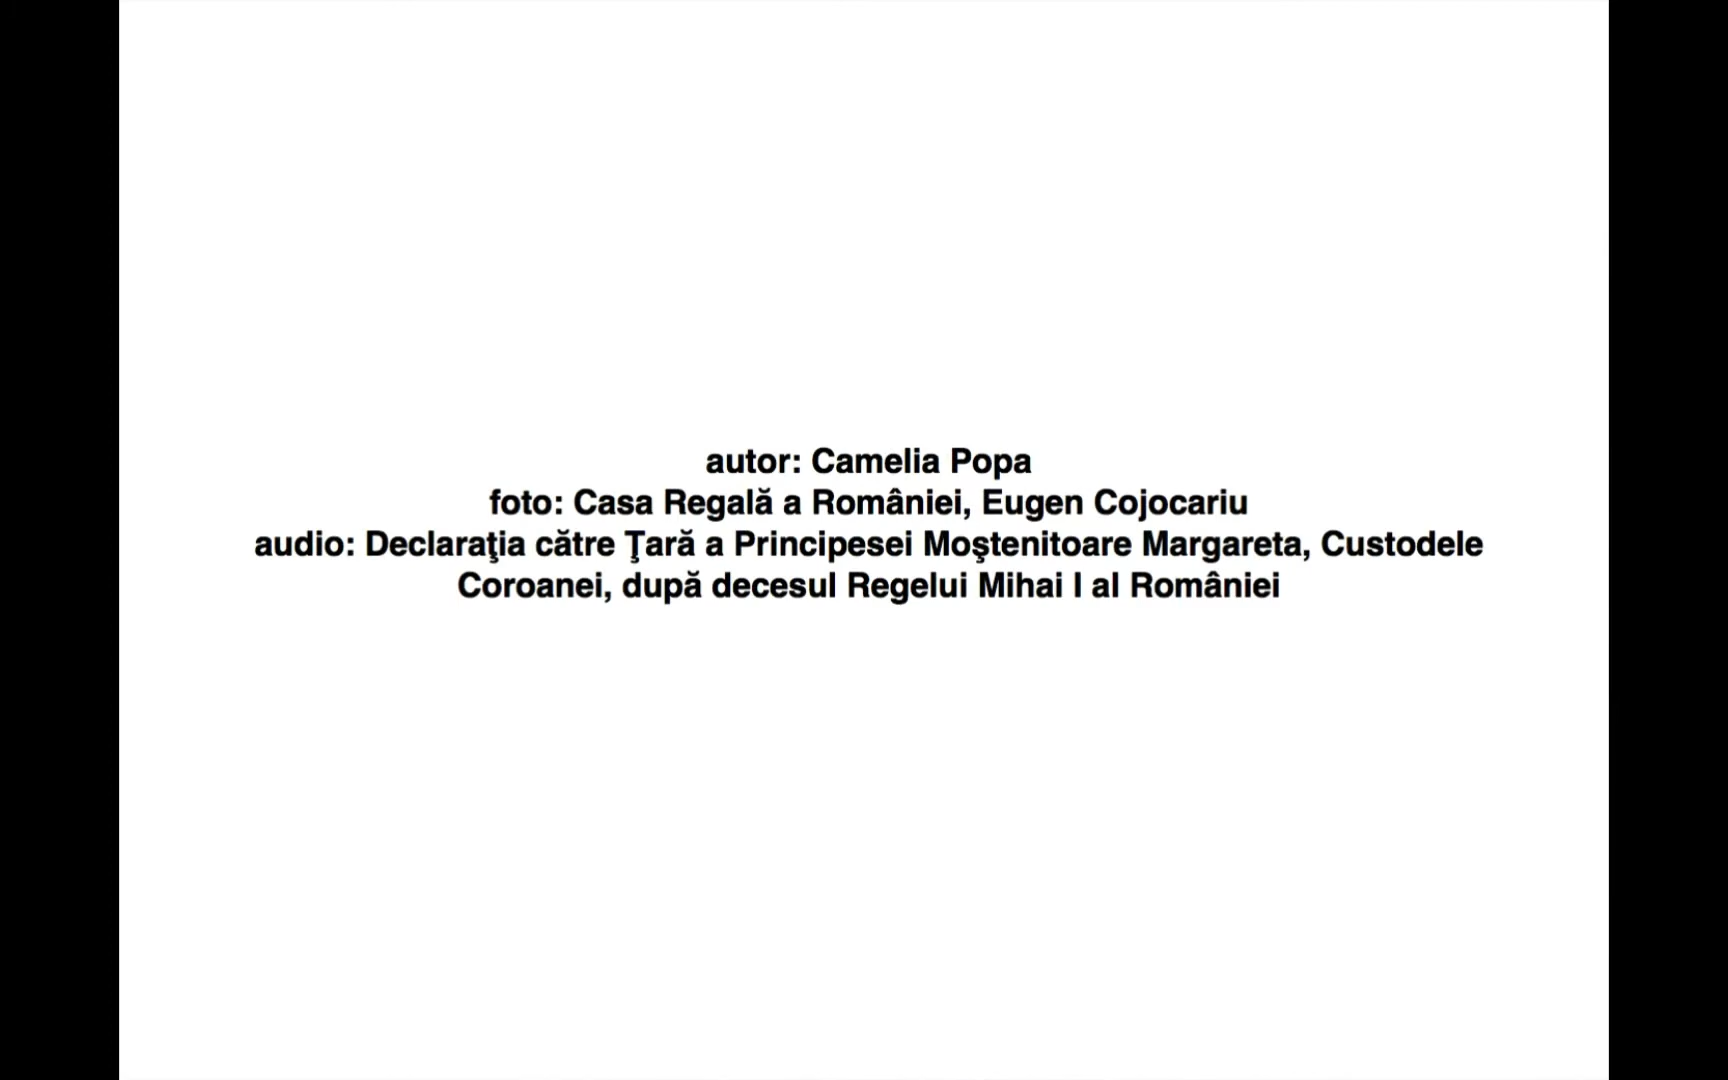 autor: Camelia Popa
foto: Casa Regală a României, Eugen Cojocariu
audio: Declaraţia către Ţară a Principesei Moştenitoare Margareta, Custodele
Coroanei, după decesul Regelui Mihai I al României